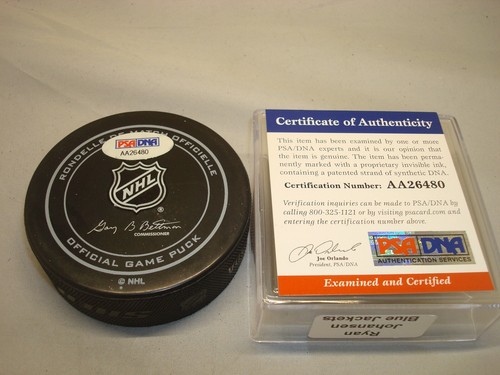 RONDELLE DE MATCH OFFICIELLE
PSA DNA
AA26480
NHL
®
Gary B Bettman
COMMISSIONER
OFFICIAL GAME PUCK
© NHL
Certificate of Authenticity
This item has been examined by one or more
PSA/DNA experts and it is our opinion that
the item is genuine. The item has been perma-
nently marked with a proprietary invisible ink,
containing a patented strand of synthetic DNA.
Certification Number: AA26480
Verification inquiries can be made to PSA/DNA by
calling 800-325-1121 or by visiting psacard.com and
entering the certification number above.
Joe Orlando
President, PSA/DNA
PSA DNA
AUTHENTICATION SERVICES
Examined and Certified
Ryan
Johansen
Blue Jackets